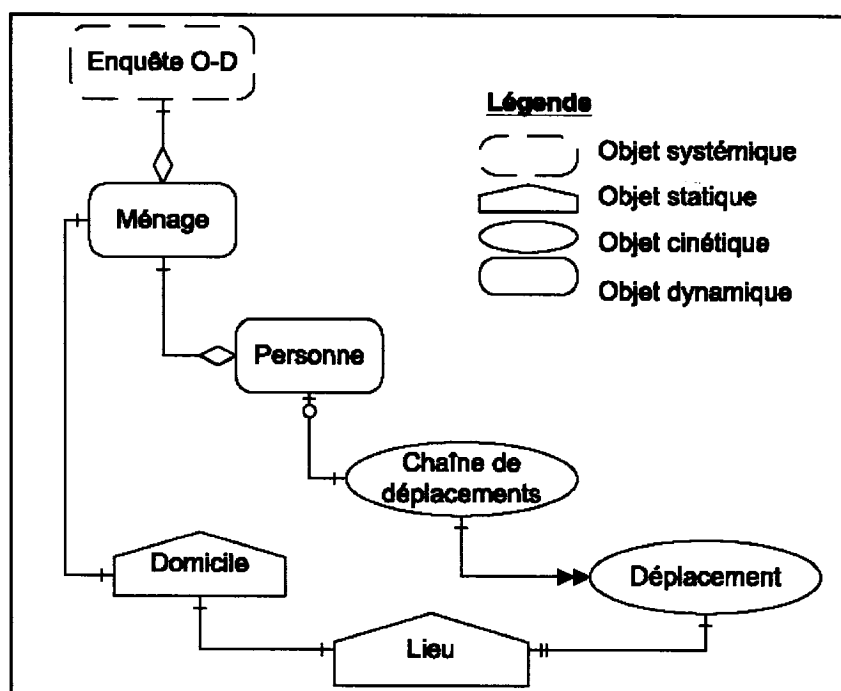 Enquête O-D
Légende
Objet systémique
Objet statique
Ménage
Objet cinétique
Objet dynamique
Personne
Chaîne de
déplacements
Domicile
Déplacement
Lieu